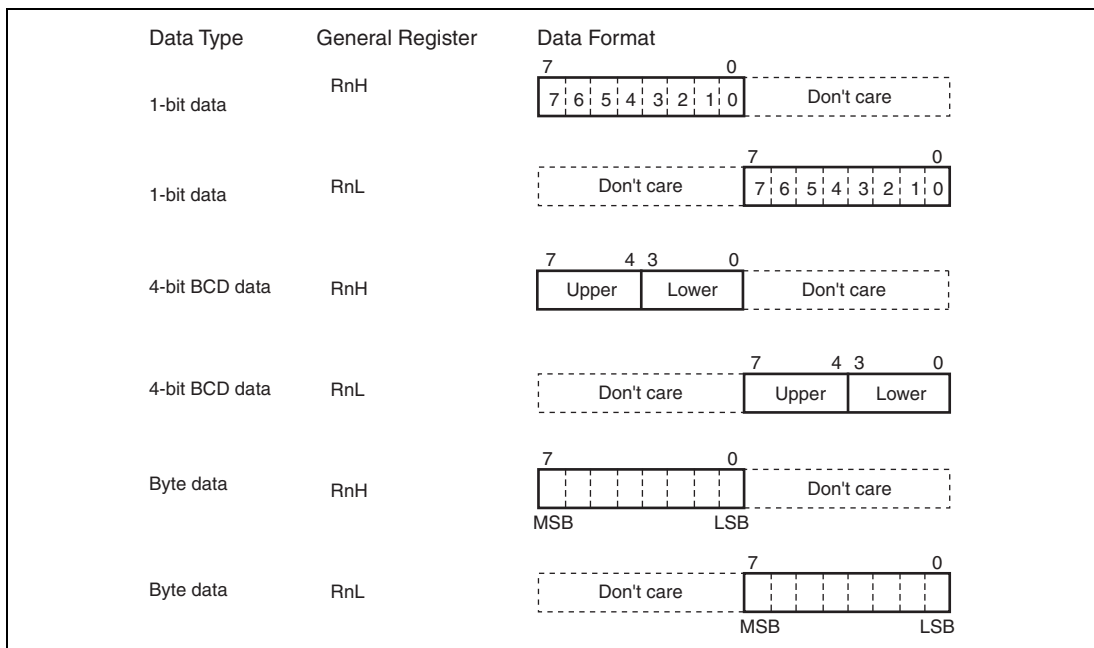 Data Type General Register Data Format
7 0
1-bit data RnH 7 6 5 4 3 2 1 0 Don't care
7 0
1-bit data RnL Don't care 7 6 5 4 3 2 1 0
7 4 3 0
4-bit BCD data RnH Upper Lower Don't care
7 4 3 0
4-bit BCD data RnL Don't care Upper Lower
7 0
Byte data RnH Don't care
MSB LSB
7 0
Byte data RnL Don't care
MSB LSB